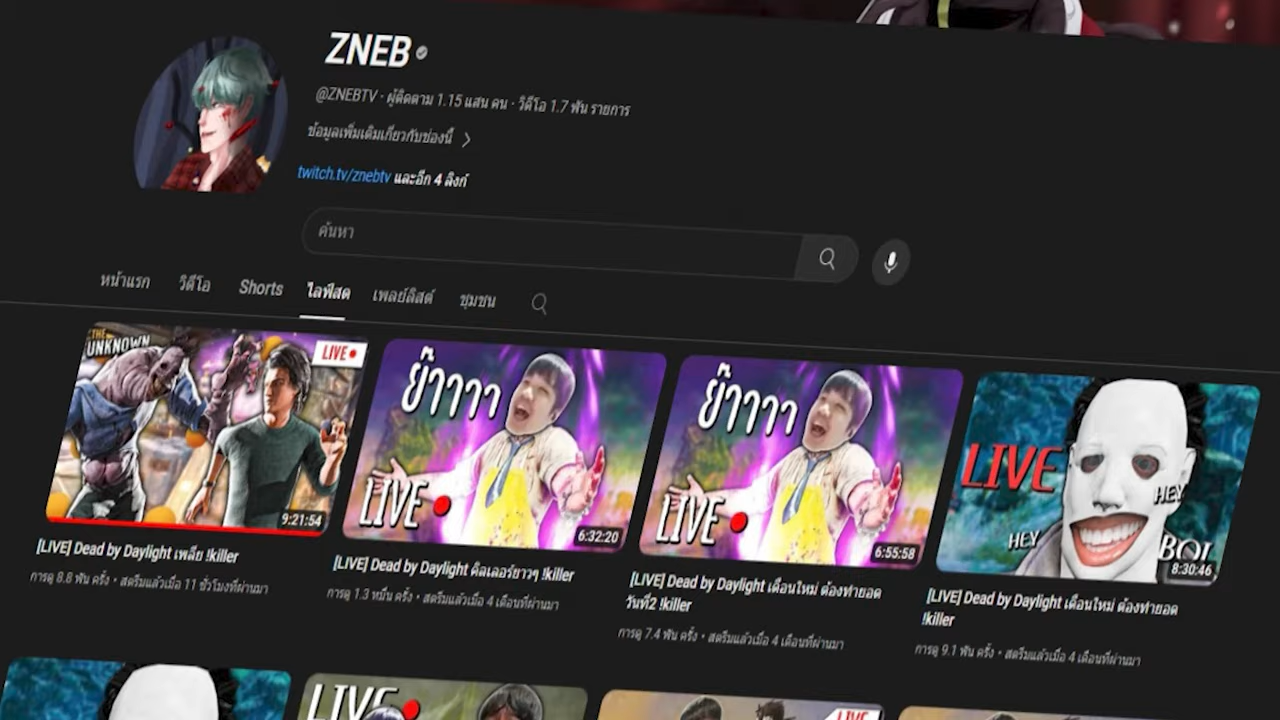 ZNEB
@ZNEBTV · ผู้ติดตาม 1.15 แสน คน · วิดีโอ 1.7 พัน รายการ
ข้อมูลเพิ่มเติมเกี่ยวกับช่องนี้
twitch.tv/znebtv และอีก 4 ลิงก์
ค้นหา
หน้าแรก วิดีโอ Shorts ไลฟ์สด เพลย์ลิสต์ ชุมชน
THE
UNKNOWN
LIVE
9:21:54
ย๊าาาา
LIVE
6:32:20
ย๊าาาา
LIVE
6:55:58
LIVE
HEY
HEY
BOI
8:30:46
[LIVE] Dead by Daylight เพลีย !killer
การดู 8.8 พัน ครั้ง • สตรีมแล้วเมื่อ 11 ชั่วโมงที่ผ่านมา
[LIVE] Dead by Daylight คิลเลอร์ยาวๆ !killer
การดู 1.3 หมื่น ครั้ง • สตรีมแล้วเมื่อ 4 เดือนที่ผ่านมา
[LIVE] Dead by Daylight เดือนใหม่ ต้องท้ายอด
วันที่2 !killer
การดู 7.4 พัน ครั้ง • สตรีมแล้วเมื่อ 4 เดือนที่ผ่านมา
[LIVE] Dead by Daylight เดือนใหม่ ต้องท้ายอด
!killer
การดู 9.1 พัน ครั้ง • สตรีมแล้วเมื่อ 4 เดือนที่ผ่านมา
LIVE
LIVE